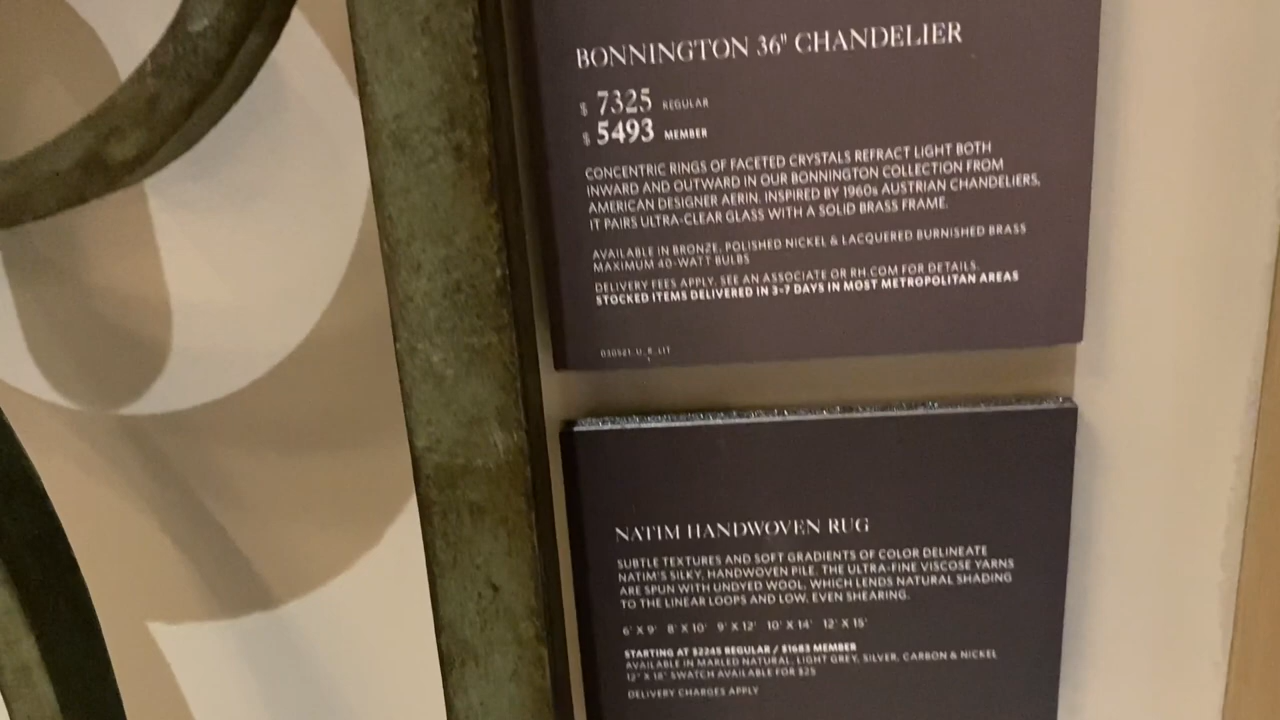 BONNINGTON 36" CHANDELIER
$ 7325 REGULAR
$ 5493 MEMBER
CONCENTRIC RINGS OF FACETED CRYSTALS REFRACT LIGHT BOTH
INWARD AND OUTWARD IN OUR BONNINGTON COLLECTION FROM
AMERICAN DESIGNER AERIN. INSPIRED BY 1960s AUSTRIAN CHANDELIERS,
IT PAIRS ULTRA-CLEAR GLASS WITH A SOLID BRASS FRAME.
AVAILABLE IN BRONZE, POLISHED NICKEL & LACQUERED BURNISHED BRASS
MAXIMUM 40-WATT BULBS
DELIVERY FEES APPLY. SEE AN ASSOCIATE OR RH.COM FOR DETAILS.
STOCKED ITEMS DELIVERED IN 3-7 DAYS IN MOST METROPOLITAN AREAS
NATIM HANDWOVEN RUG
SUBTLE TEXTURES AND SOFT GRADIENTS OF COLOR DELINEATE
NATIM'S SILKY, HANDWOVEN PILE. THE ULTRA-FINE VISCOSE YARNS
ARE SPUN WITH UNDYED WOOL, WHICH LENDS NATURAL SHADING
TO THE LINEAR LOOPS AND LOW, EVEN SHEARING.
6' X 9' 8' X 10' 9' X 12' 10' X 14' 12' X 15'
STARTING AT $2245 REGULAR / $1683 MEMBER
AVAILABLE IN MARLED NATURAL, LIGHT GREY, SILVER, CARBON & NICKEL
12" X 18" SWATCH AVAILABLE FOR $25
DELIVERY CHARGES APPLY